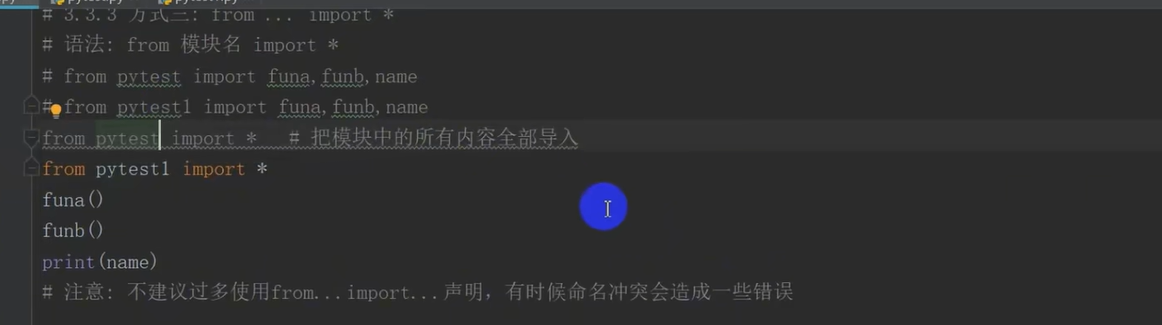 # 3.3.3 方式三: from ... import *
# 语法: from 模块名 import *
# from pytest import funa,funb,name
# from pytest1 import funa,funb,name
from pytest import *   # 把模块中的所有内容全部导入
from pytest1 import *
funa()
funb()
print(name)
# 注意: 不建议过多使用from...import...声明, 有时候命名冲突会造成一些错误